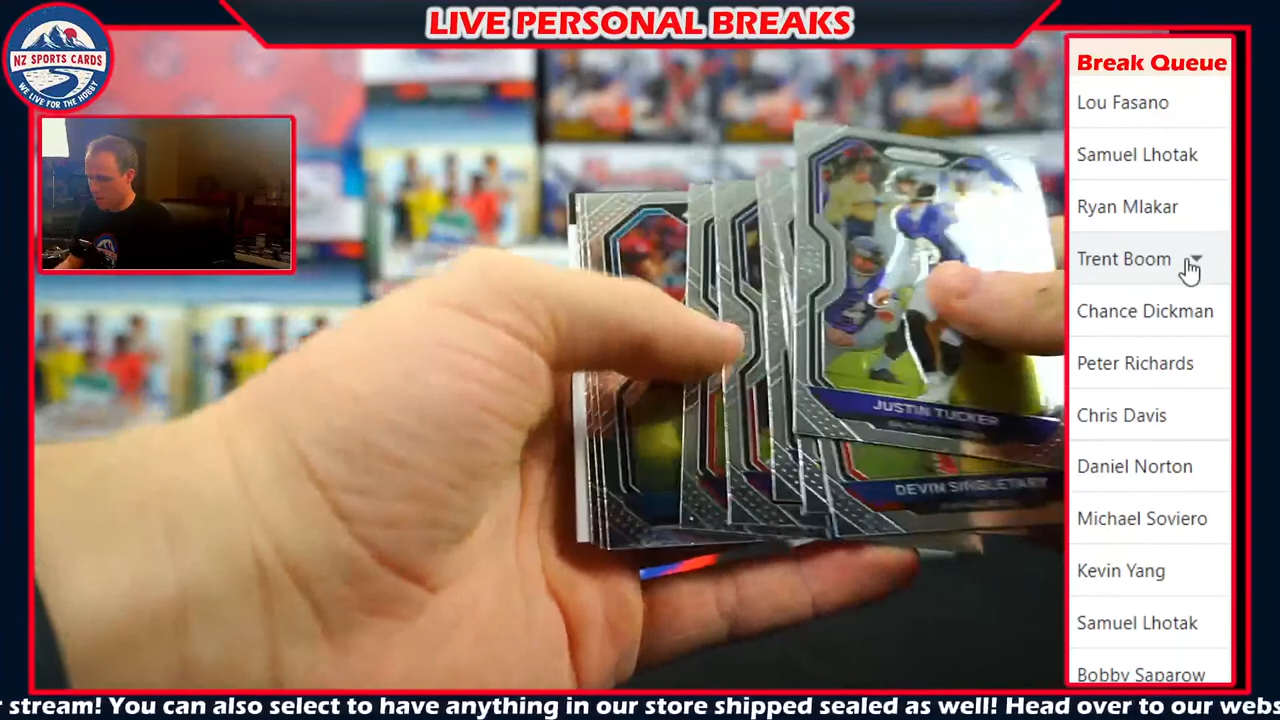 LIVE PERSONAL BREAKS
NZ SPORTS CARDS
WE LIVE FOR THE HOBBY
Break Queue
Lou Fasano
Samuel Lhotak
Ryan Mlakar
Trent Boom
Chance Dickman
Peter Richards
Chris Davis
Daniel Norton
Michael Soviero
Kevin Yang
Samuel Lhotak
Bobby Saparow
JUSTIN TUCKER
DEVIN SINGLETARY
stream! You can also select to have anything in our store shipped sealed as well! Head over to our